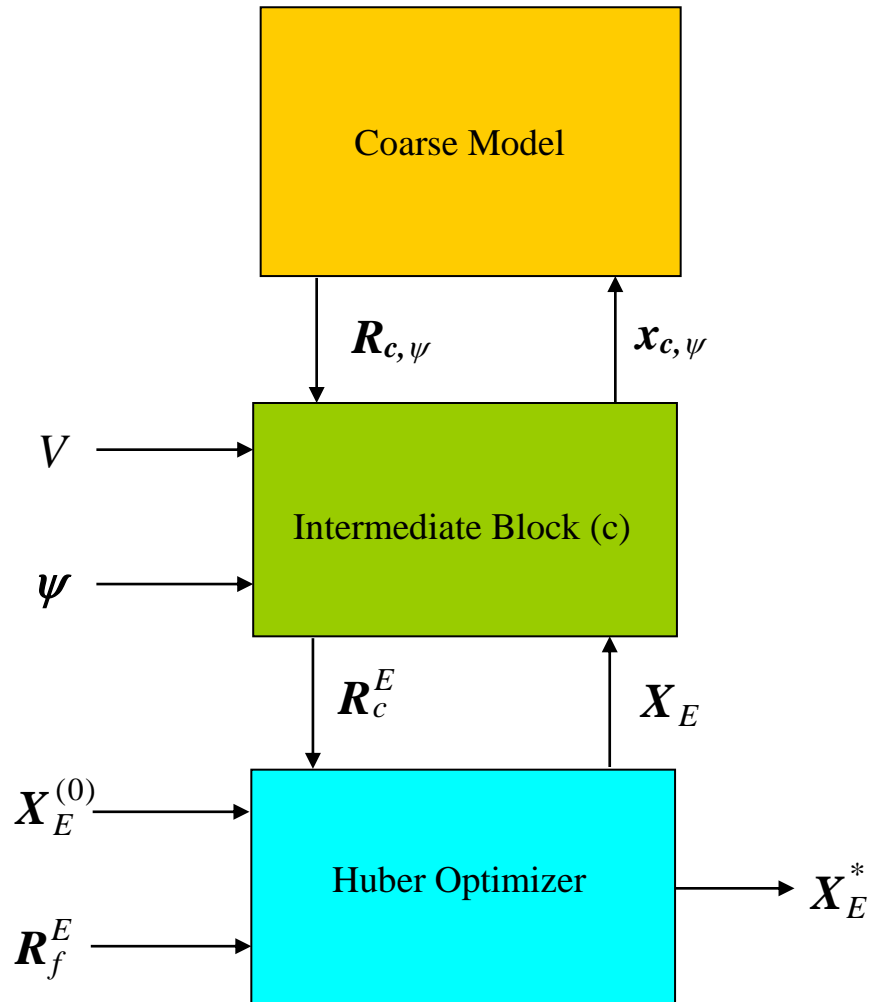 Coarse Model
R_{c,ψ} x_{c,ψ}
V
Intermediate Block (c)
ψ
R_c^E X_E
X_E^{(0)}
Huber Optimizer
X_E^*
R_f^E